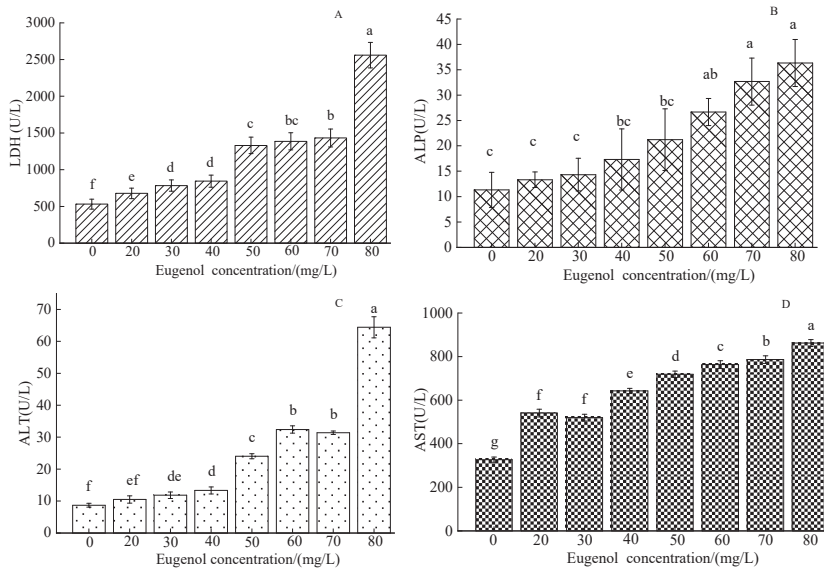 A
3000
2500
2000
1500
1000
500
0
LDH (U/L)
f e d d c bc b a
0 20 30 40 50 60 70 80
Eugenol concentration/(mg/L)
B
45
40
35
30
25
20
15
10
5
0
ALP(U/L)
c c c bc bc ab a a
0 20 30 40 50 60 70 80
Eugenol concentration/(mg/L)
C
70
60
50
40
30
20
10
0
ALT(U/L)
f ef de d c b b a
0 20 30 40 50 60 70 80
Eugenol concentration/(mg/L)
D
1000
800
600
400
200
0
AST(U/L)
g f f e d c b a
0 20 30 40 50 60 70 80
Eugenol concentration/(mg/L)